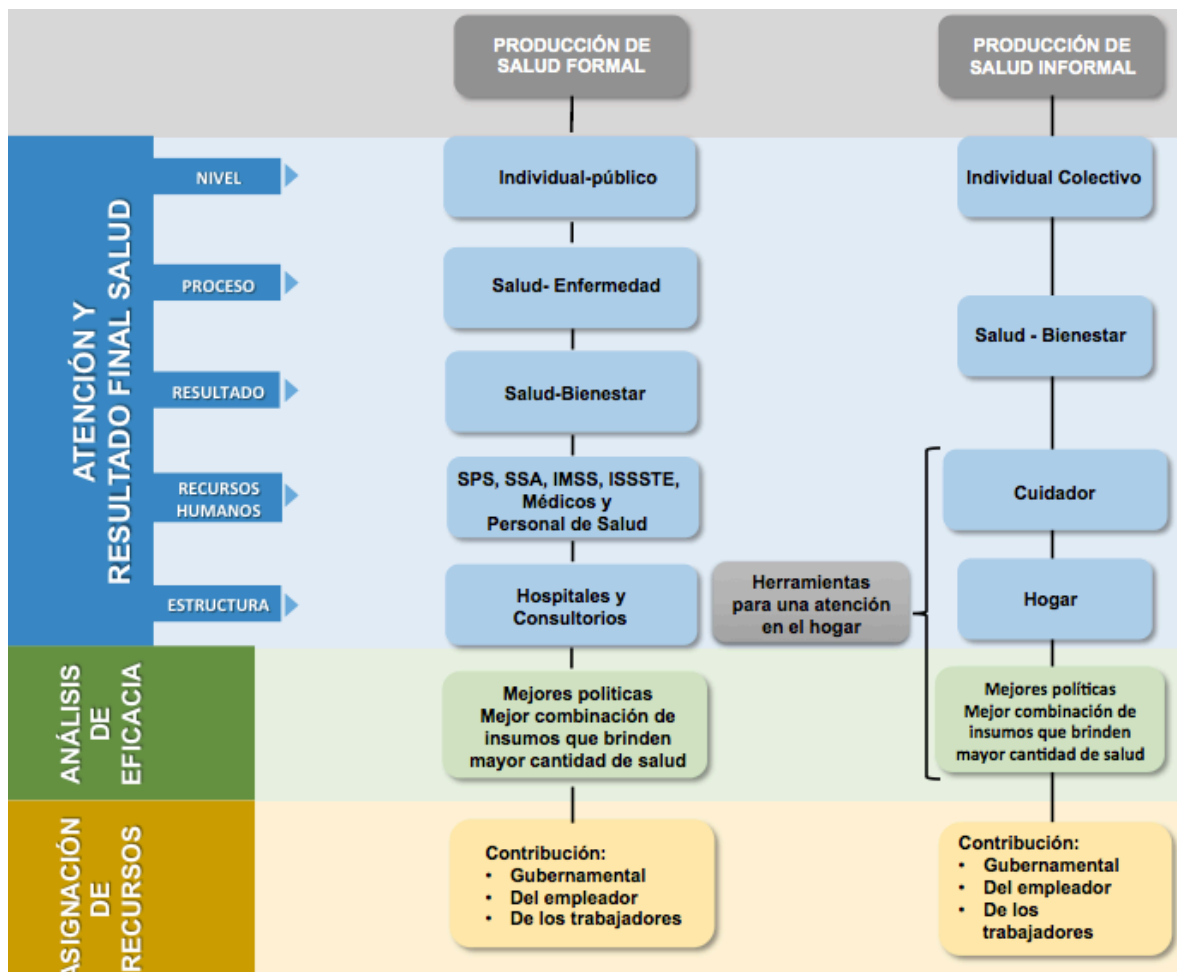 PRODUCCIÓN DE
SALUD FORMAL
PRODUCCIÓN DE
SALUD INFORMAL
ATENCIÓN Y
RESULTADO FINAL SALUD
NIVEL
Individual-público
Individual Colectivo
PROCESO
Salud- Enfermedad
Salud - Bienestar
RESULTADO
Salud-Bienestar
RECURSOS
HUMANOS
SPS, SSA, IMSS, ISSSTE,
Médicos y
Personal de Salud
Cuidador
ESTRUCTURA
Hospitales y
Consultorios
Herramientas
para una atención
en el hogar
Hogar
ANÁLISIS
DE
EFICACIA
Mejores politicas
Mejor combinación de
insumos que brinden
mayor cantidad de salud
Mejores políticas
Mejor combinación de
insumos que brinden
mayor cantidad de salud
ASIGNACIÓN
DE
RECURSOS
Contribución:
• Gubernamental
• Del empleador
• De los trabajadores
Contribución:
• Gubernamental
• Del empleador
• De los
trabajadores